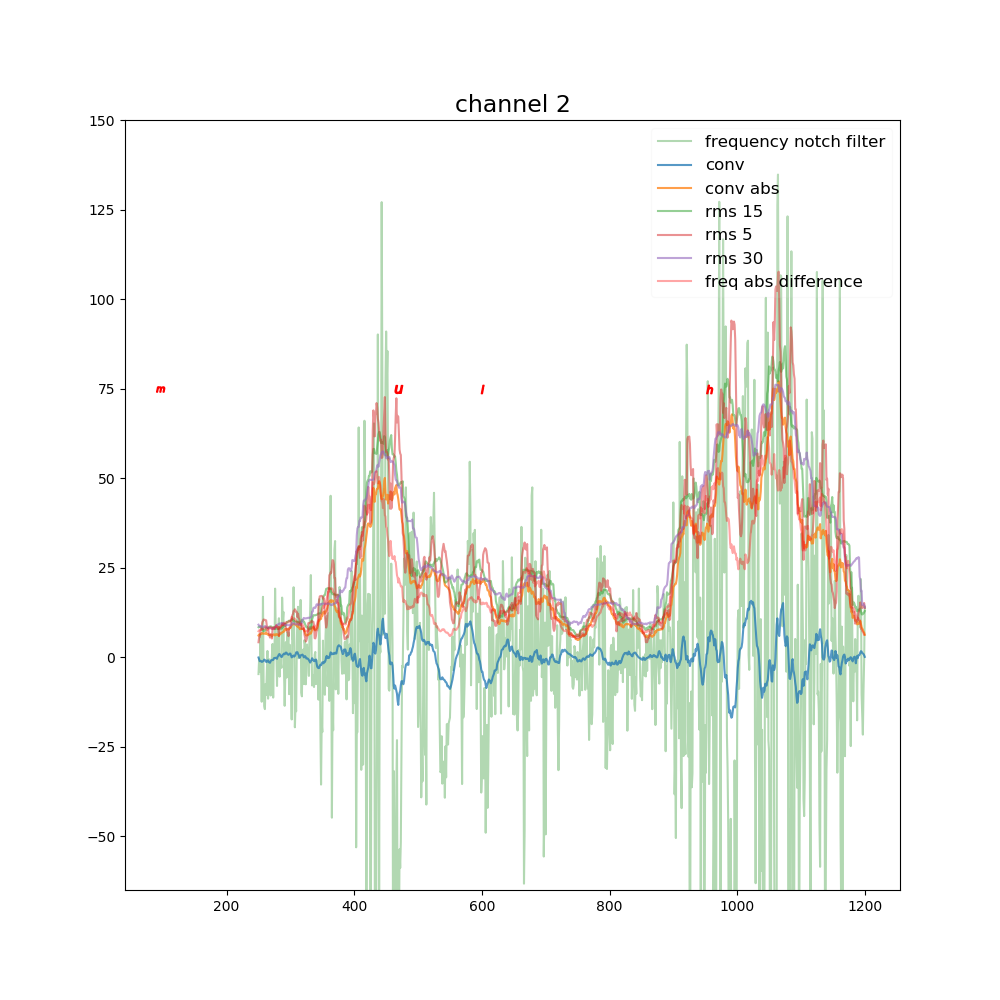 channel 2
150
frequency notch filter
conv
conv abs
rms 15
rms 5
rms 30
freq abs difference
125
100
75
m u l h
50
25
0
−25
−50
200 400 600 800 1000 1200